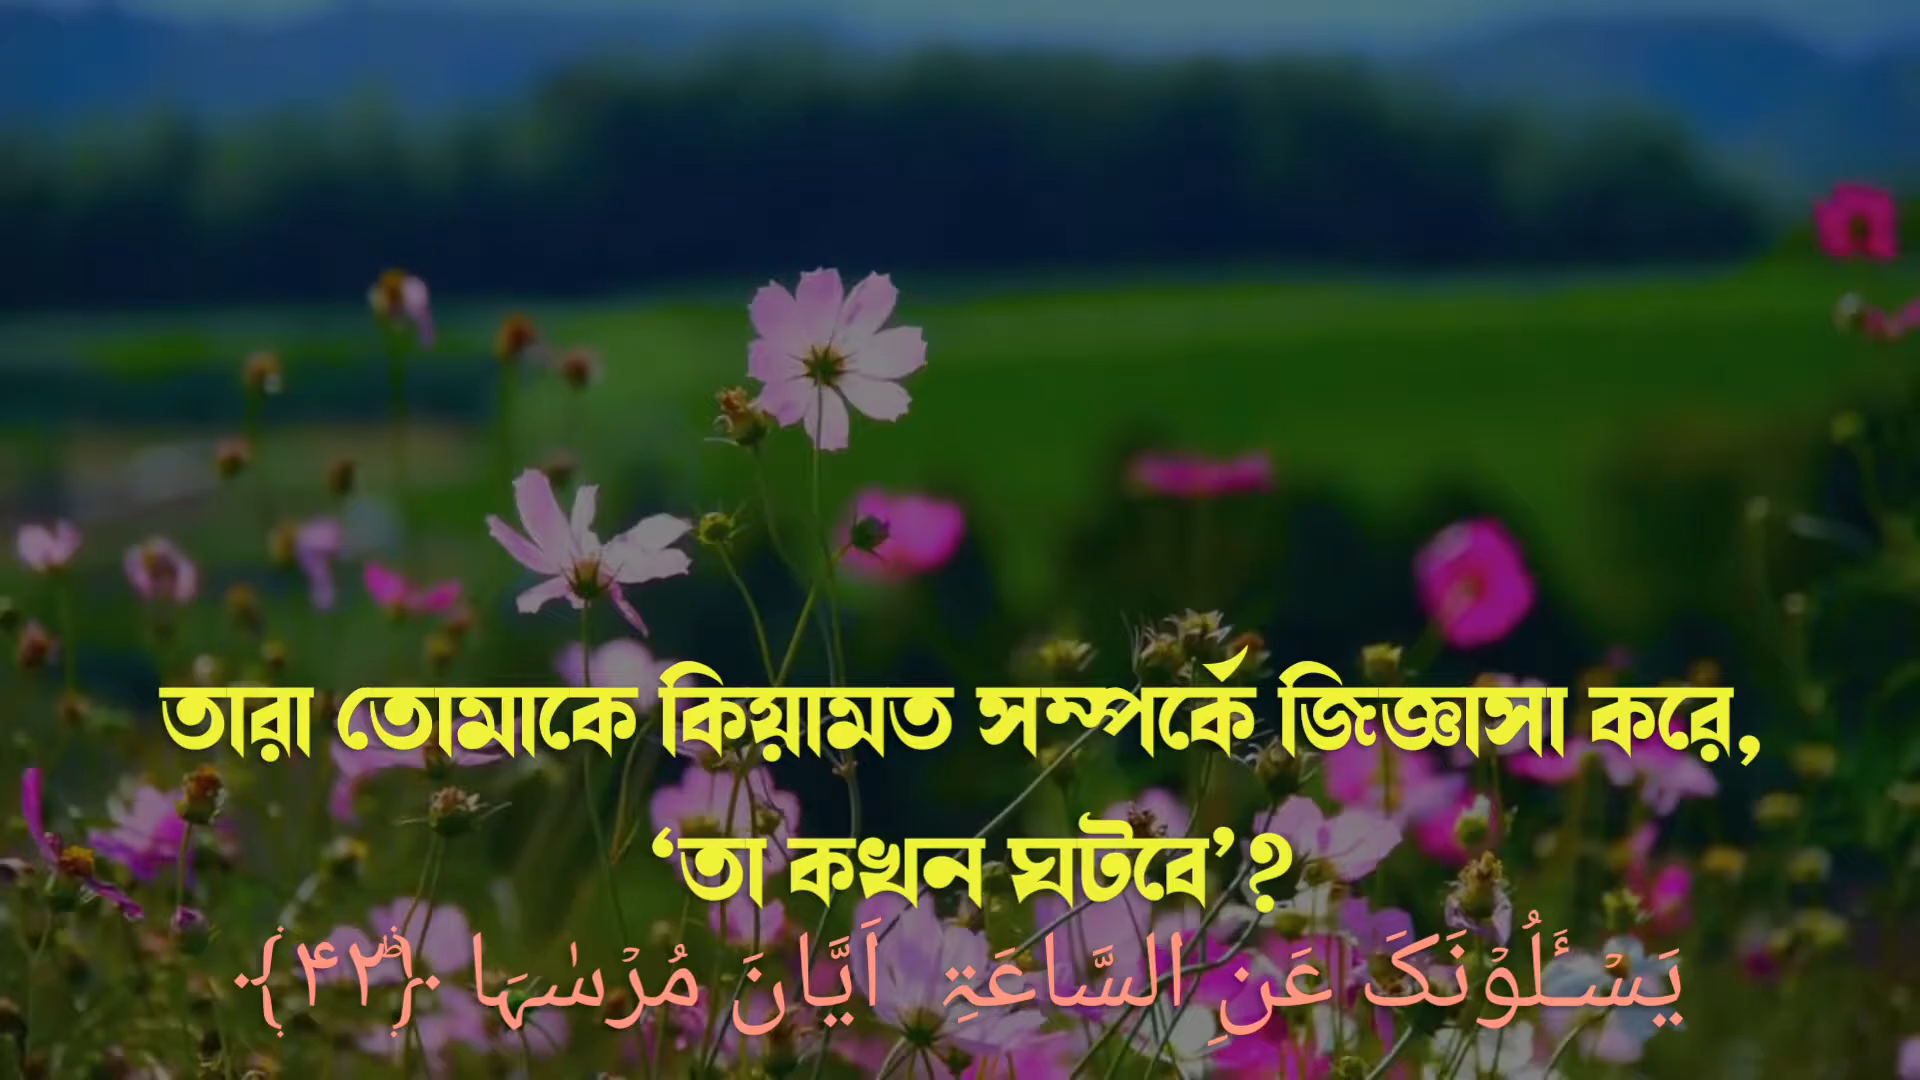 তারা তোমাকে কিয়ামত সম্পর্কে জিজ্ঞাসা করে,
‘তা কখন ঘটবে’?
یَسۡـَٔلُوۡنَکَ عَنِ السَّاعَۃِ اَیَّانَ مُرۡسٰہَا ﴿ؕ۴۲﴾